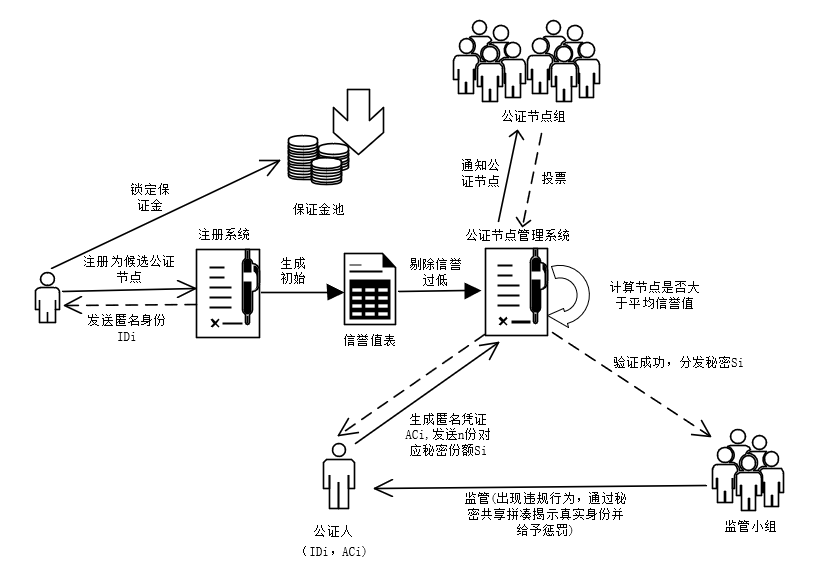 公证节点组
通知公
证节点
投票
锁定保
证金
保证金池
注册系统
公证节点管理系统
注册为候选公证
节点
生成
初始
剔除信誉
过低
计算节点是否大
于平均信誉值
发送匿名身份
IDi
信誉值表
验证成功，分发秘密Si
生成匿名凭证
ACi,发送n份对
应秘密份额Si
监管(出现违规行为，通过秘
密共享拼凑揭示真实身份并
给予惩罚)
监管小组
公证人
（IDi，ACi)